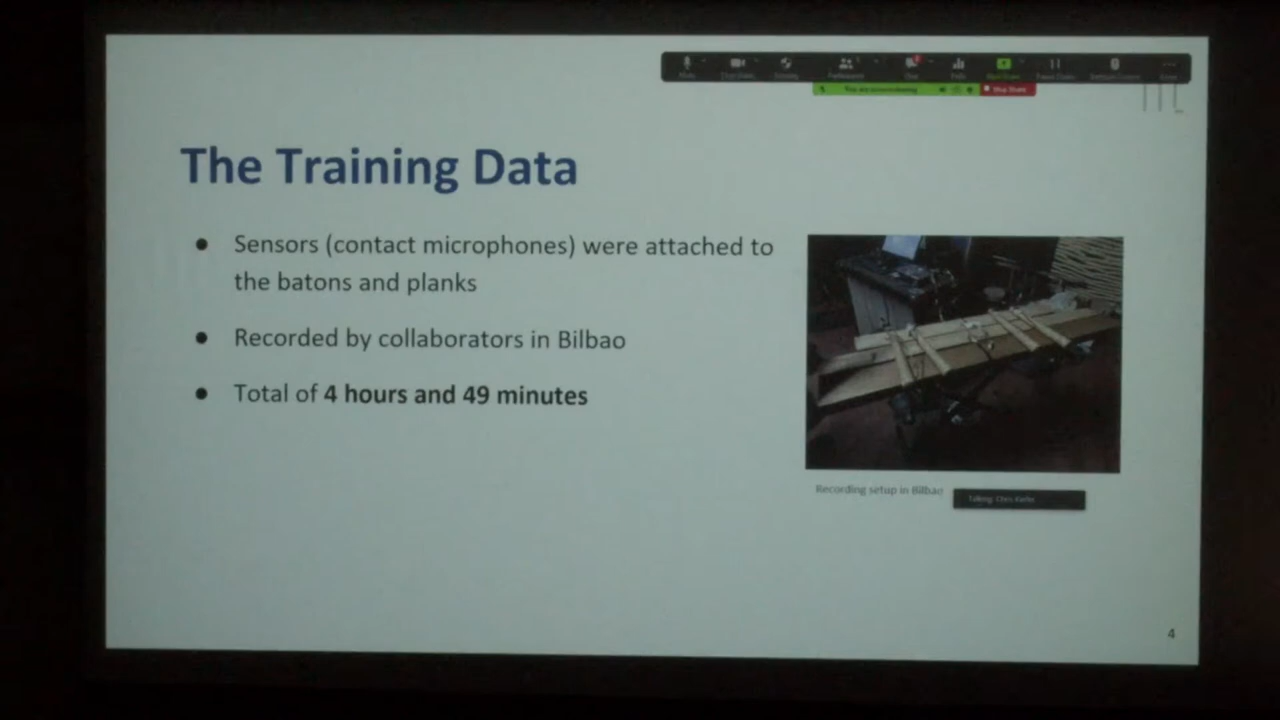 The Training Data
● Sensors (contact microphones) were attached to
the batons and planks
● Recorded by collaborators in Bilbao
● Total of 4 hours and 49 minutes
Recording setup in Bilbao
4